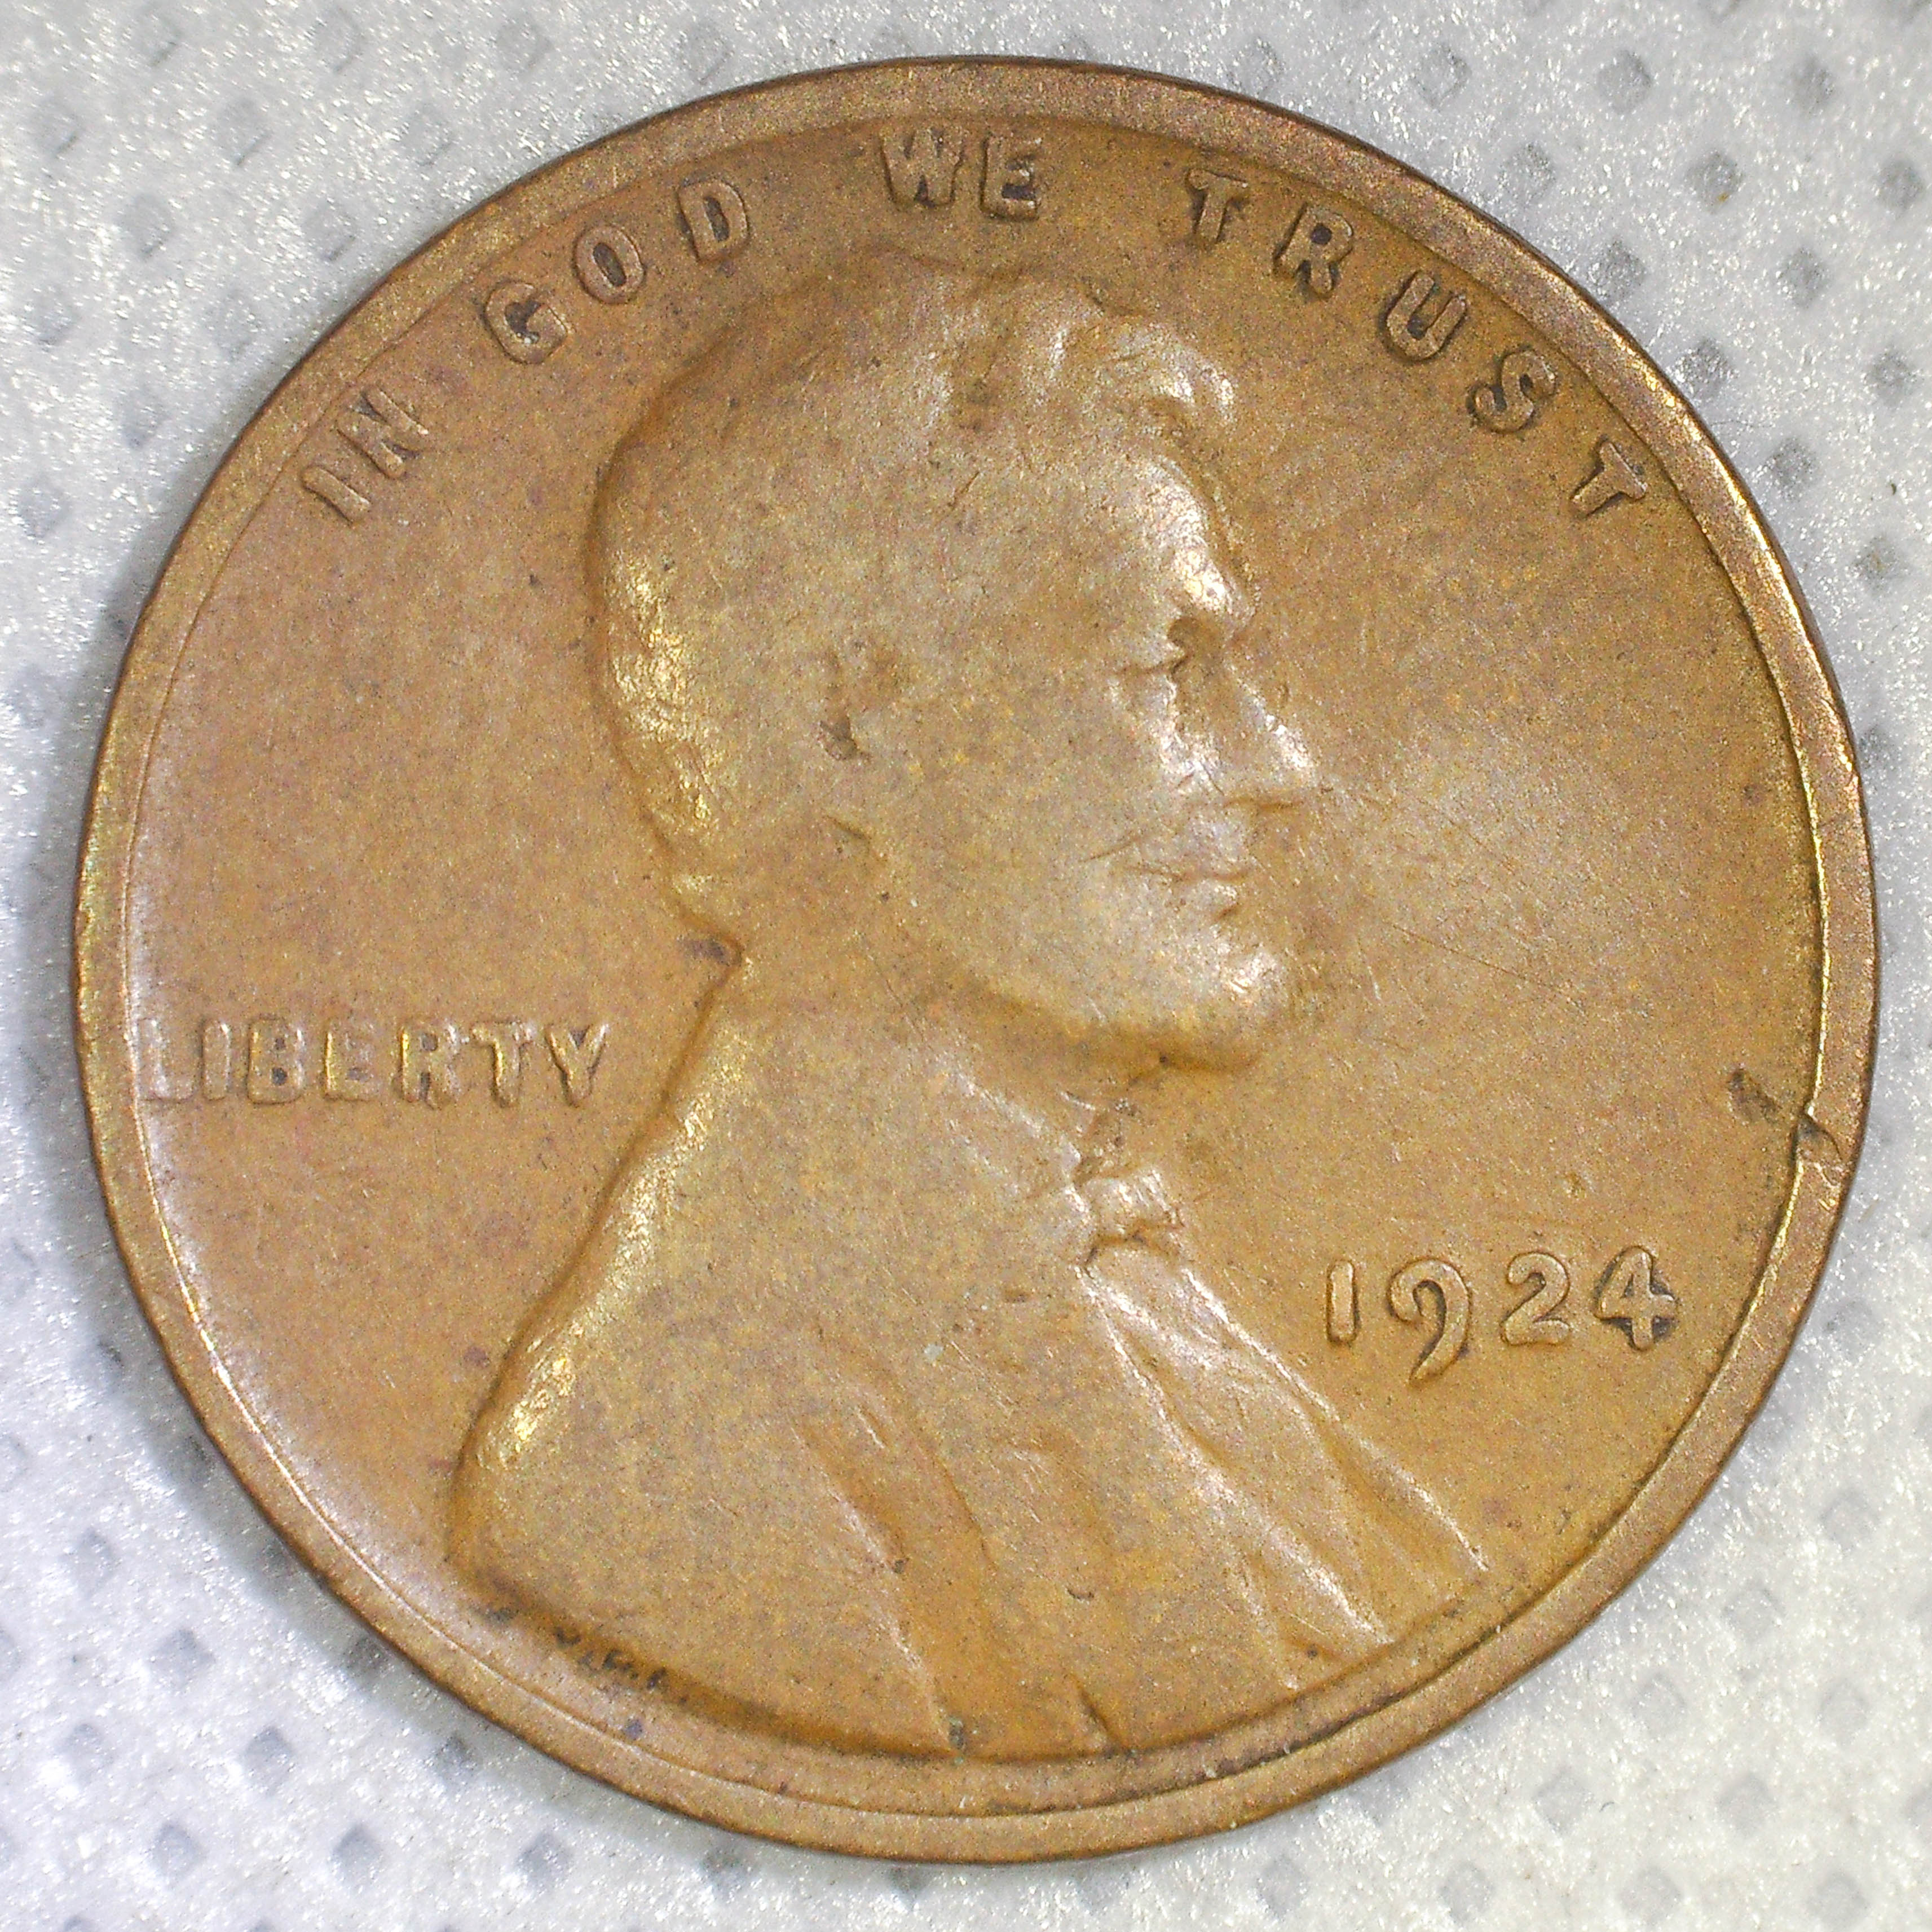 IN GOD WE TRUST
LIBERTY
1924